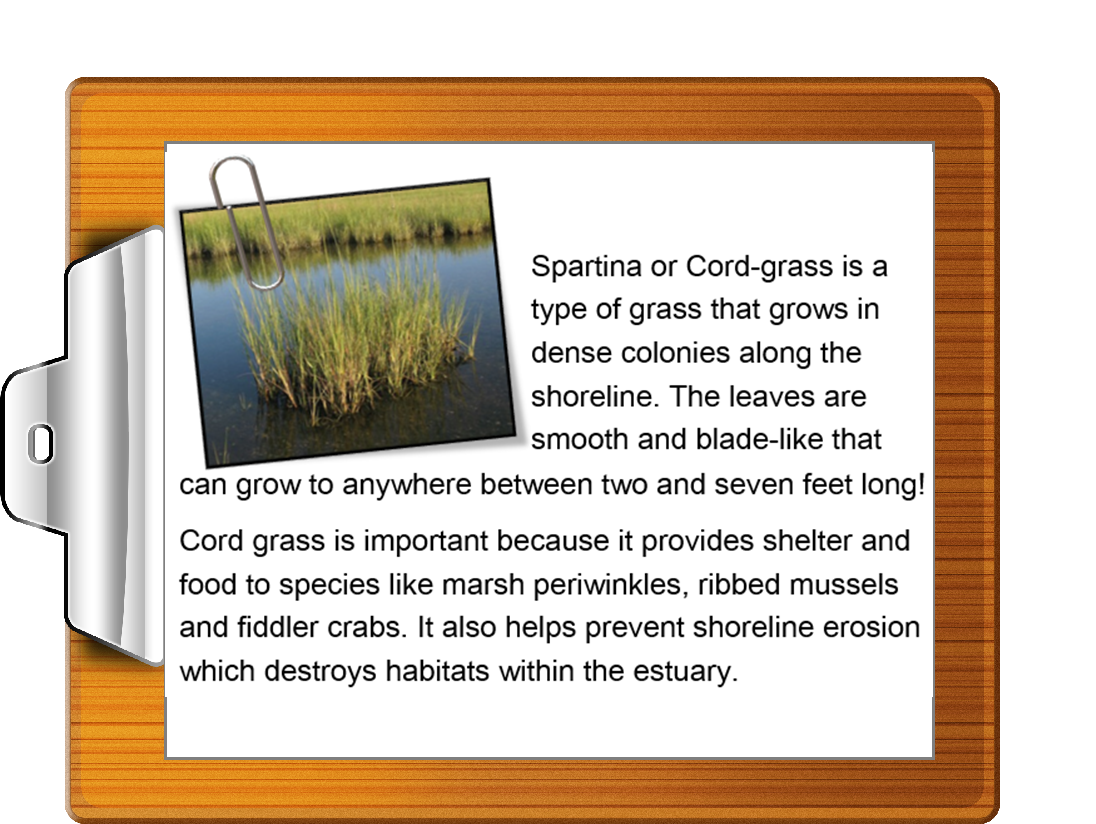 Spartina or Cord-grass is a
type of grass that grows in
dense colonies along the
shoreline. The leaves are
smooth and blade-like that
can grow to anywhere between two and seven feet long!
Cord grass is important because it provides shelter and
food to species like marsh periwinkles, ribbed mussels
and fiddler crabs. It also helps prevent shoreline erosion
which destroys habitats within the estuary.